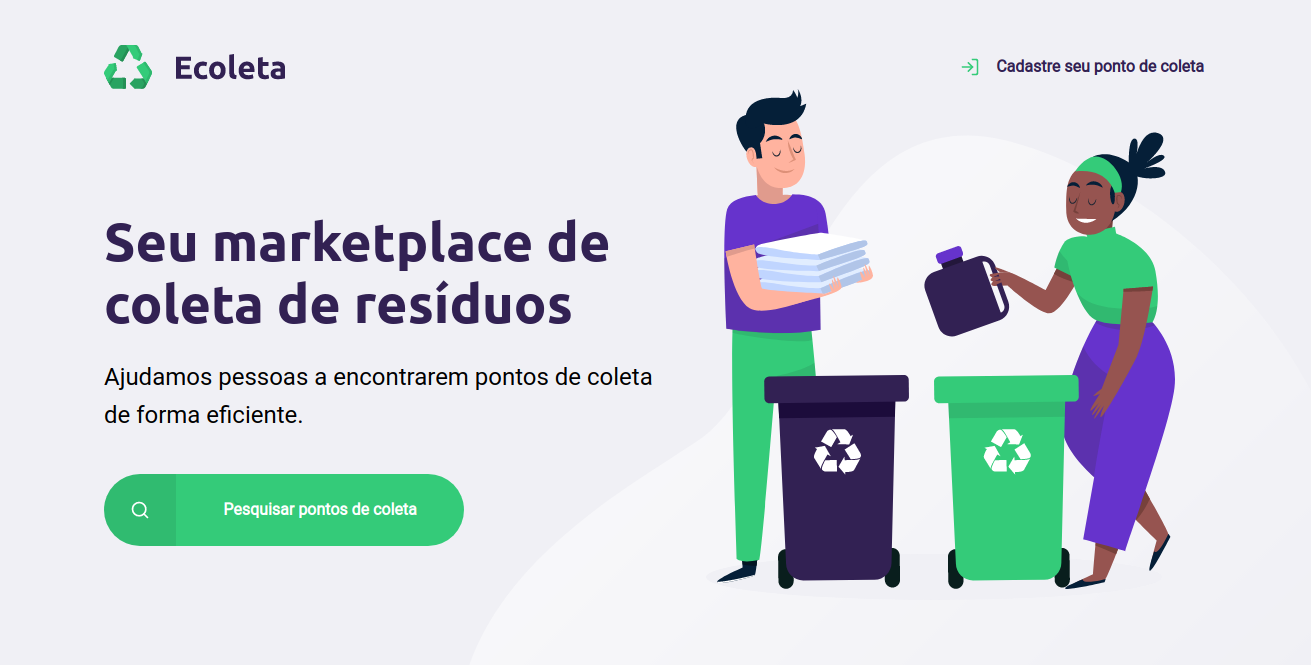 Ecoleta
Cadastre seu ponto de coleta
Seu marketplace de
coleta de resíduos
Ajudamos pessoas a encontrarem pontos de coleta
de forma eficiente.
Pesquisar pontos de coleta